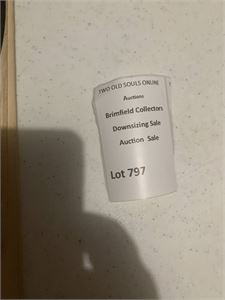 TWO OLD SOULS ONLINE
Auctions
Brimfield Collectors
Downsizing Sale
Auction Sale
Lot 797